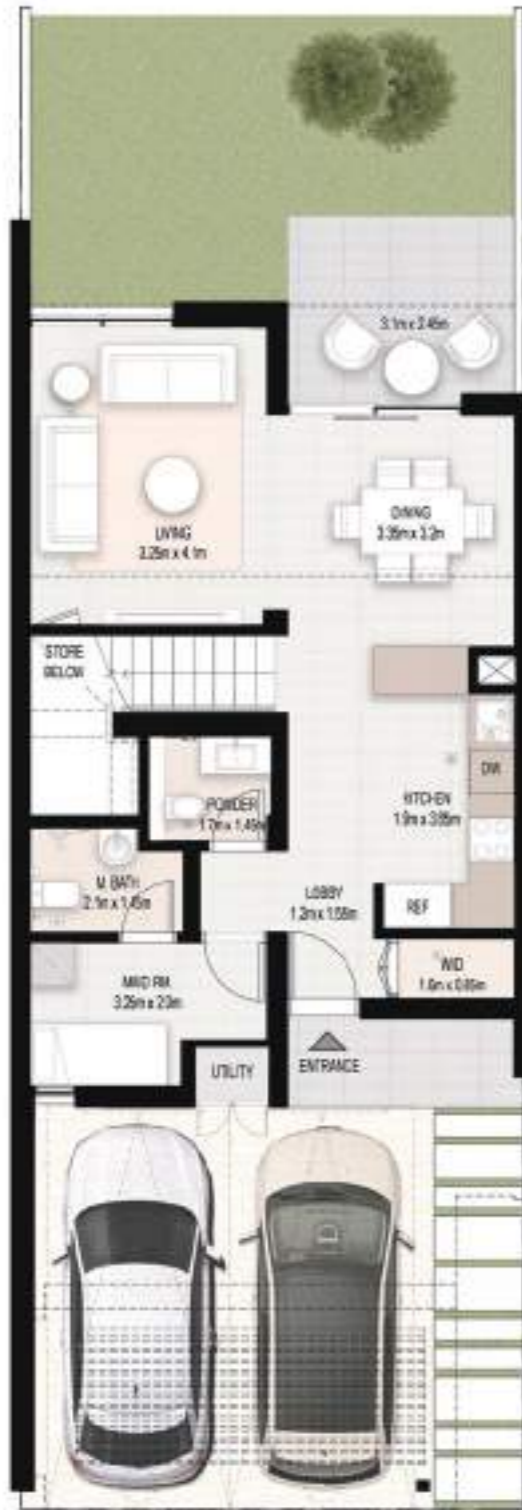 3.1m x 2.45m
LIVING
3.25m x 4.1m
DINING
3.35m x 3.2m
STORE
BELOW
DW
POWDER
1.7m x 1.45m
KITCHEN
1.9m x 3.85m
M. BATH
2.1m x 1.45m
LOBBY
1.2m x 1.58m
REF
MAID RM
3.25m x 2.0m
W/D
UTILITY
ENTRANCE